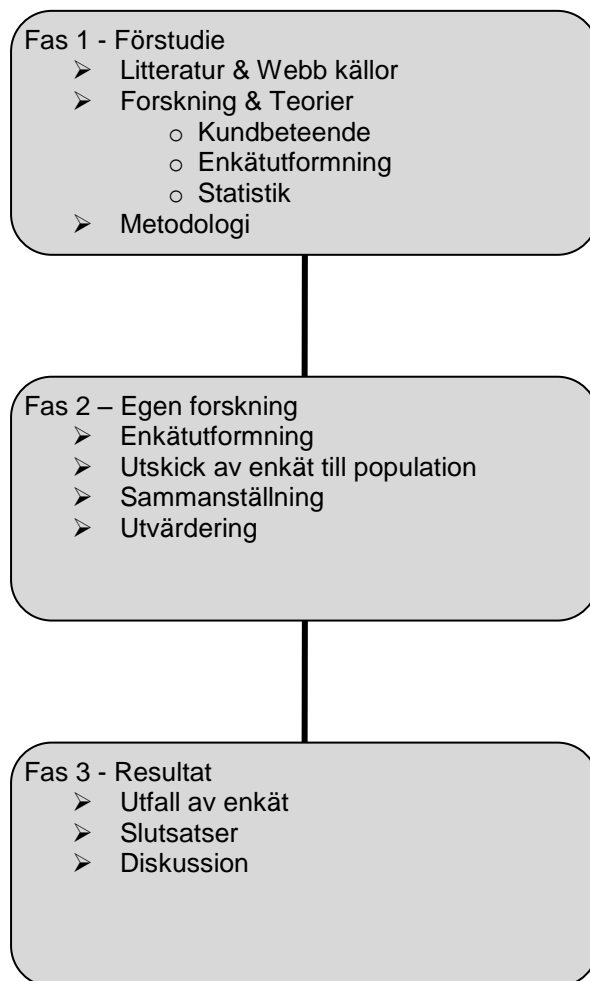 Fas 1 - Förstudie
➢ Litteratur & Webb källor
➢ Forskning & Teorier
o Kundbeteende
o Enkätutformning
o Statistik
➢ Metodologi
Fas 2 – Egen forskning
➢ Enkätutformning
➢ Utskick av enkät till population
➢ Sammanställning
➢ Utvärdering
Fas 3 - Resultat
➢ Utfall av enkät
➢ Slutsatser
➢ Diskussion